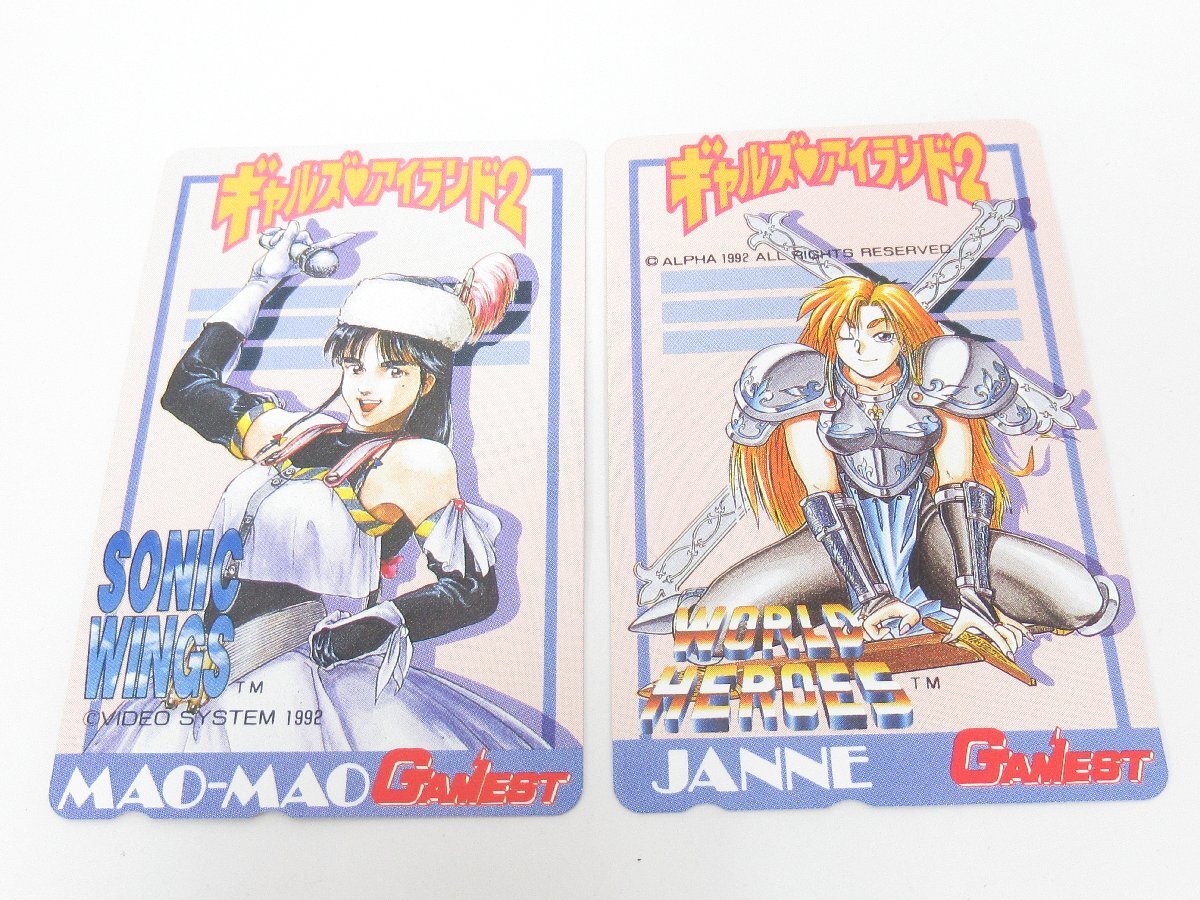 ギャルズ♥アイランド2
SONIC
WINGS
TM
©VIDEO SYSTEM 1992
MAO-MAO
GAMEST
ギャルズ♥アイランド2
© ALPHA 1992 ALL RIGHTS RESERVED
WORLD
HEROES
TM
JANNE
GAMEST